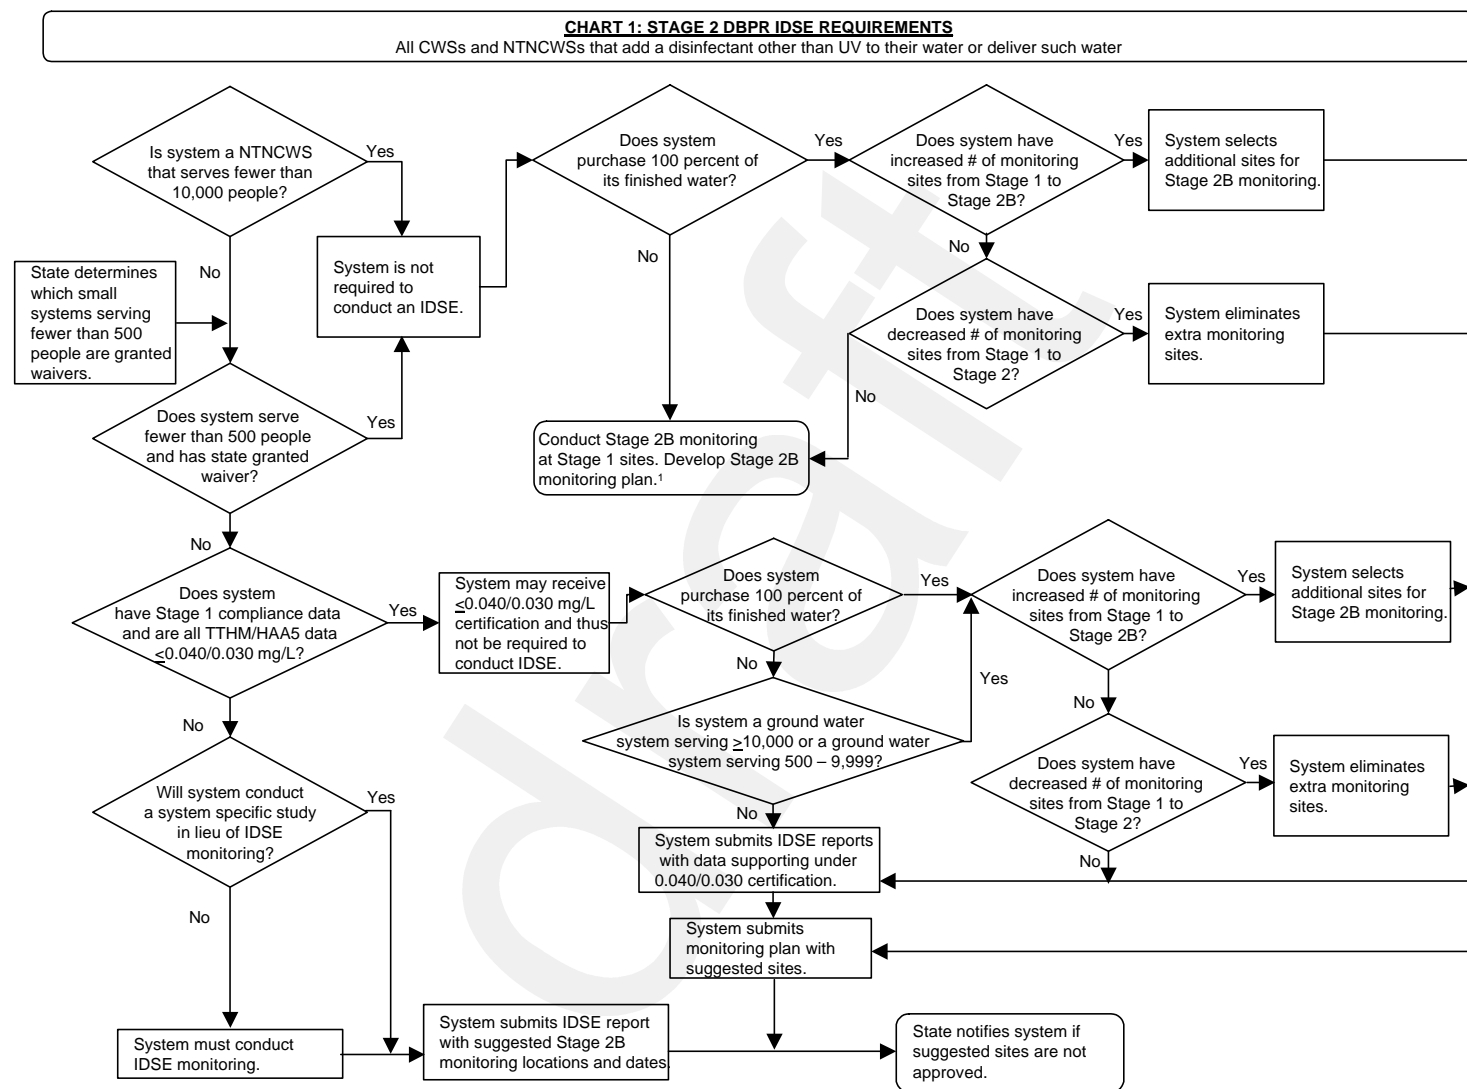 CHART 1: STAGE 2 DBPR IDSE REQUIREMENTS
All CWSs and NTNCWSs that add a disinfectant other than UV to their water or deliver such water
Is system a NTNCWS
that serves fewer than
10,000 people?
Yes
No
State determines
which small
systems serving
fewer than 500
people are granted
waivers.
System is not
required to
conduct an IDSE.
Does system
purchase 100 percent of
its finished water?
Yes
No
Does system have
increased # of monitoring
sites from Stage 1 to
Stage 2B?
Yes
No
System selects
additional sites for
Stage 2B monitoring.
Does system have
decreased # of monitoring
sites from Stage 1 to
Stage 2?
Yes
No
System eliminates
extra monitoring
sites.
Does system serve
fewer than 500 people
and has state granted
waiver?
Yes
No
Conduct Stage 2B monitoring
at Stage 1 sites. Develop Stage 2B
monitoring plan.¹
Does system
have Stage 1 compliance data
and are all TTHM/HAA5 data
<0.040/0.030 mg/L?
Yes
No
System may receive
<0.040/0.030 mg/L
certification and thus
not be required to
conduct IDSE.
Does system
purchase 100 percent of
its finished water?
Yes
No
Does system have
increased # of monitoring
sites from Stage 1 to
Stage 2B?
Yes
No
System selects
additional sites for
Stage 2B monitoring.
Is system a ground water
system serving >10,000 or a ground water
system serving 500 – 9,999?
Yes
No
Does system have
decreased # of monitoring
sites from Stage 1 to
Stage 2?
Yes
No
System eliminates
extra monitoring
sites.
Will system conduct
a system specific study
in lieu of IDSE
monitoring?
Yes
No
System submits IDSE reports
with data supporting under
0.040/0.030 certification.
System submits
monitoring plan with
suggested sites.
System must conduct
IDSE monitoring.
System submits IDSE report
with suggested Stage 2B
monitoring locations and dates.
State notifies system if
suggested sites are not
approved.
draft